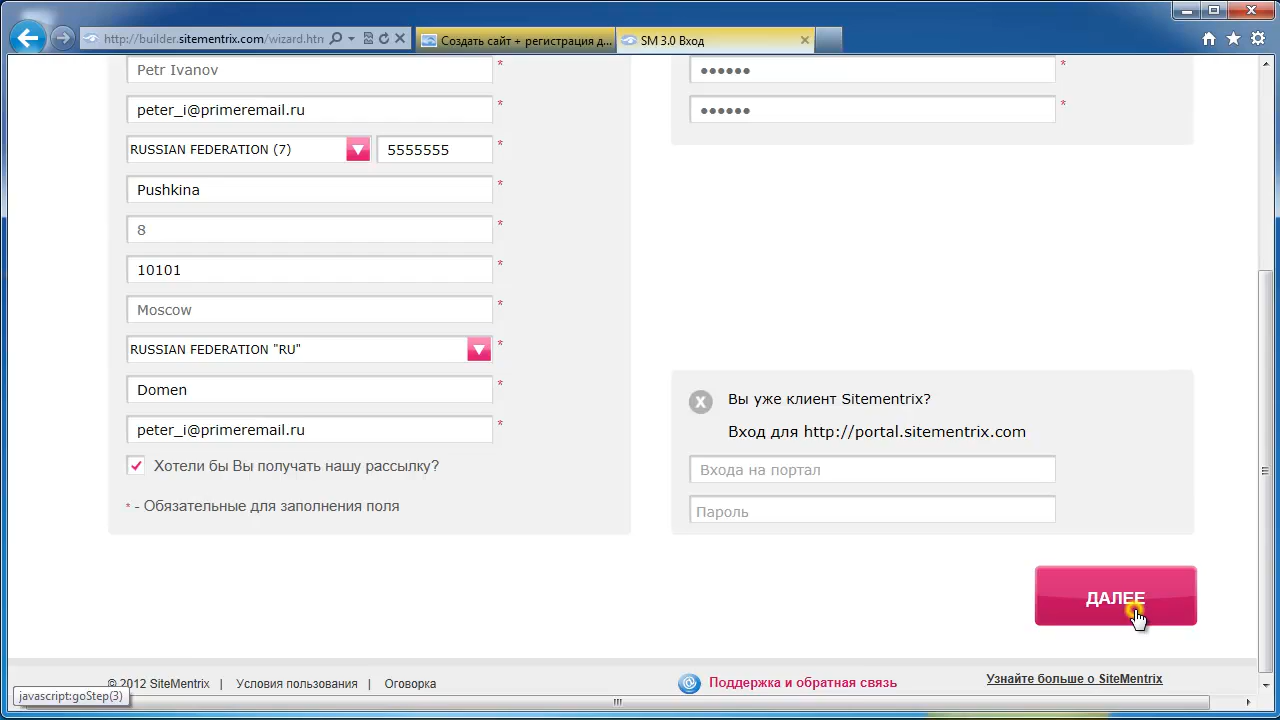 http://builder.sitementrix.com/wizard.htn
Создать сайт + регистрация д...
SM 3.0 Вход
Petr Ivanov *
peter_i@primeremail.ru *
RUSSIAN FEDERATION (7) 5555555 *
Pushkina *
8 *
10101 *
Moscow *
RUSSIAN FEDERATION "RU" *
Domen *
peter_i@primeremail.ru *
Хотели бы Вы получать нашу рассылку?
* - Обязательные для заполнения поля
•••••• *
•••••• *
X Вы уже клиент Sitementrix?
Вход для http://portal.sitementrix.com
Входа на портал
Пароль
ДАЛЕЕ
© 2012 SiteMentrix | Условия пользования | Оговорка
@ Поддержка и обратная связь
Узнайте больше о SiteMentrix
javascript:goStep(3)